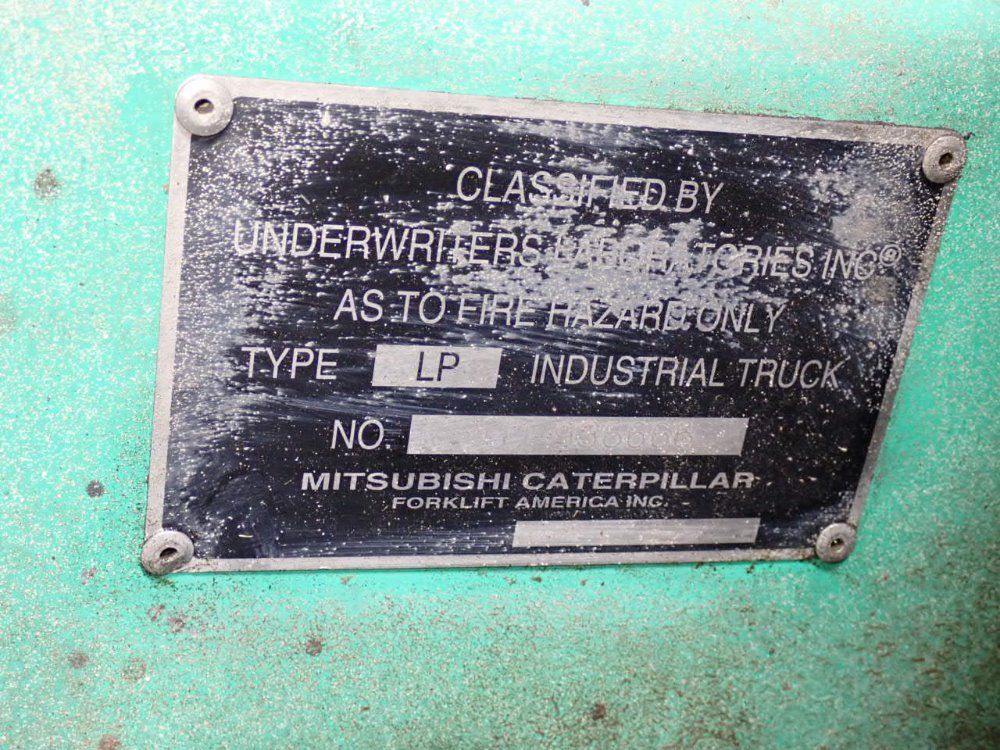 CLASSIFIED BY
UNDERWRITERS LABORATORIES INC®
AS TO FIRE HAZARD ONLY
TYPE LP INDUSTRIAL TRUCK
NO.
MITSUBISHI CATERPILLAR
FORKLIFT AMERICA INC.